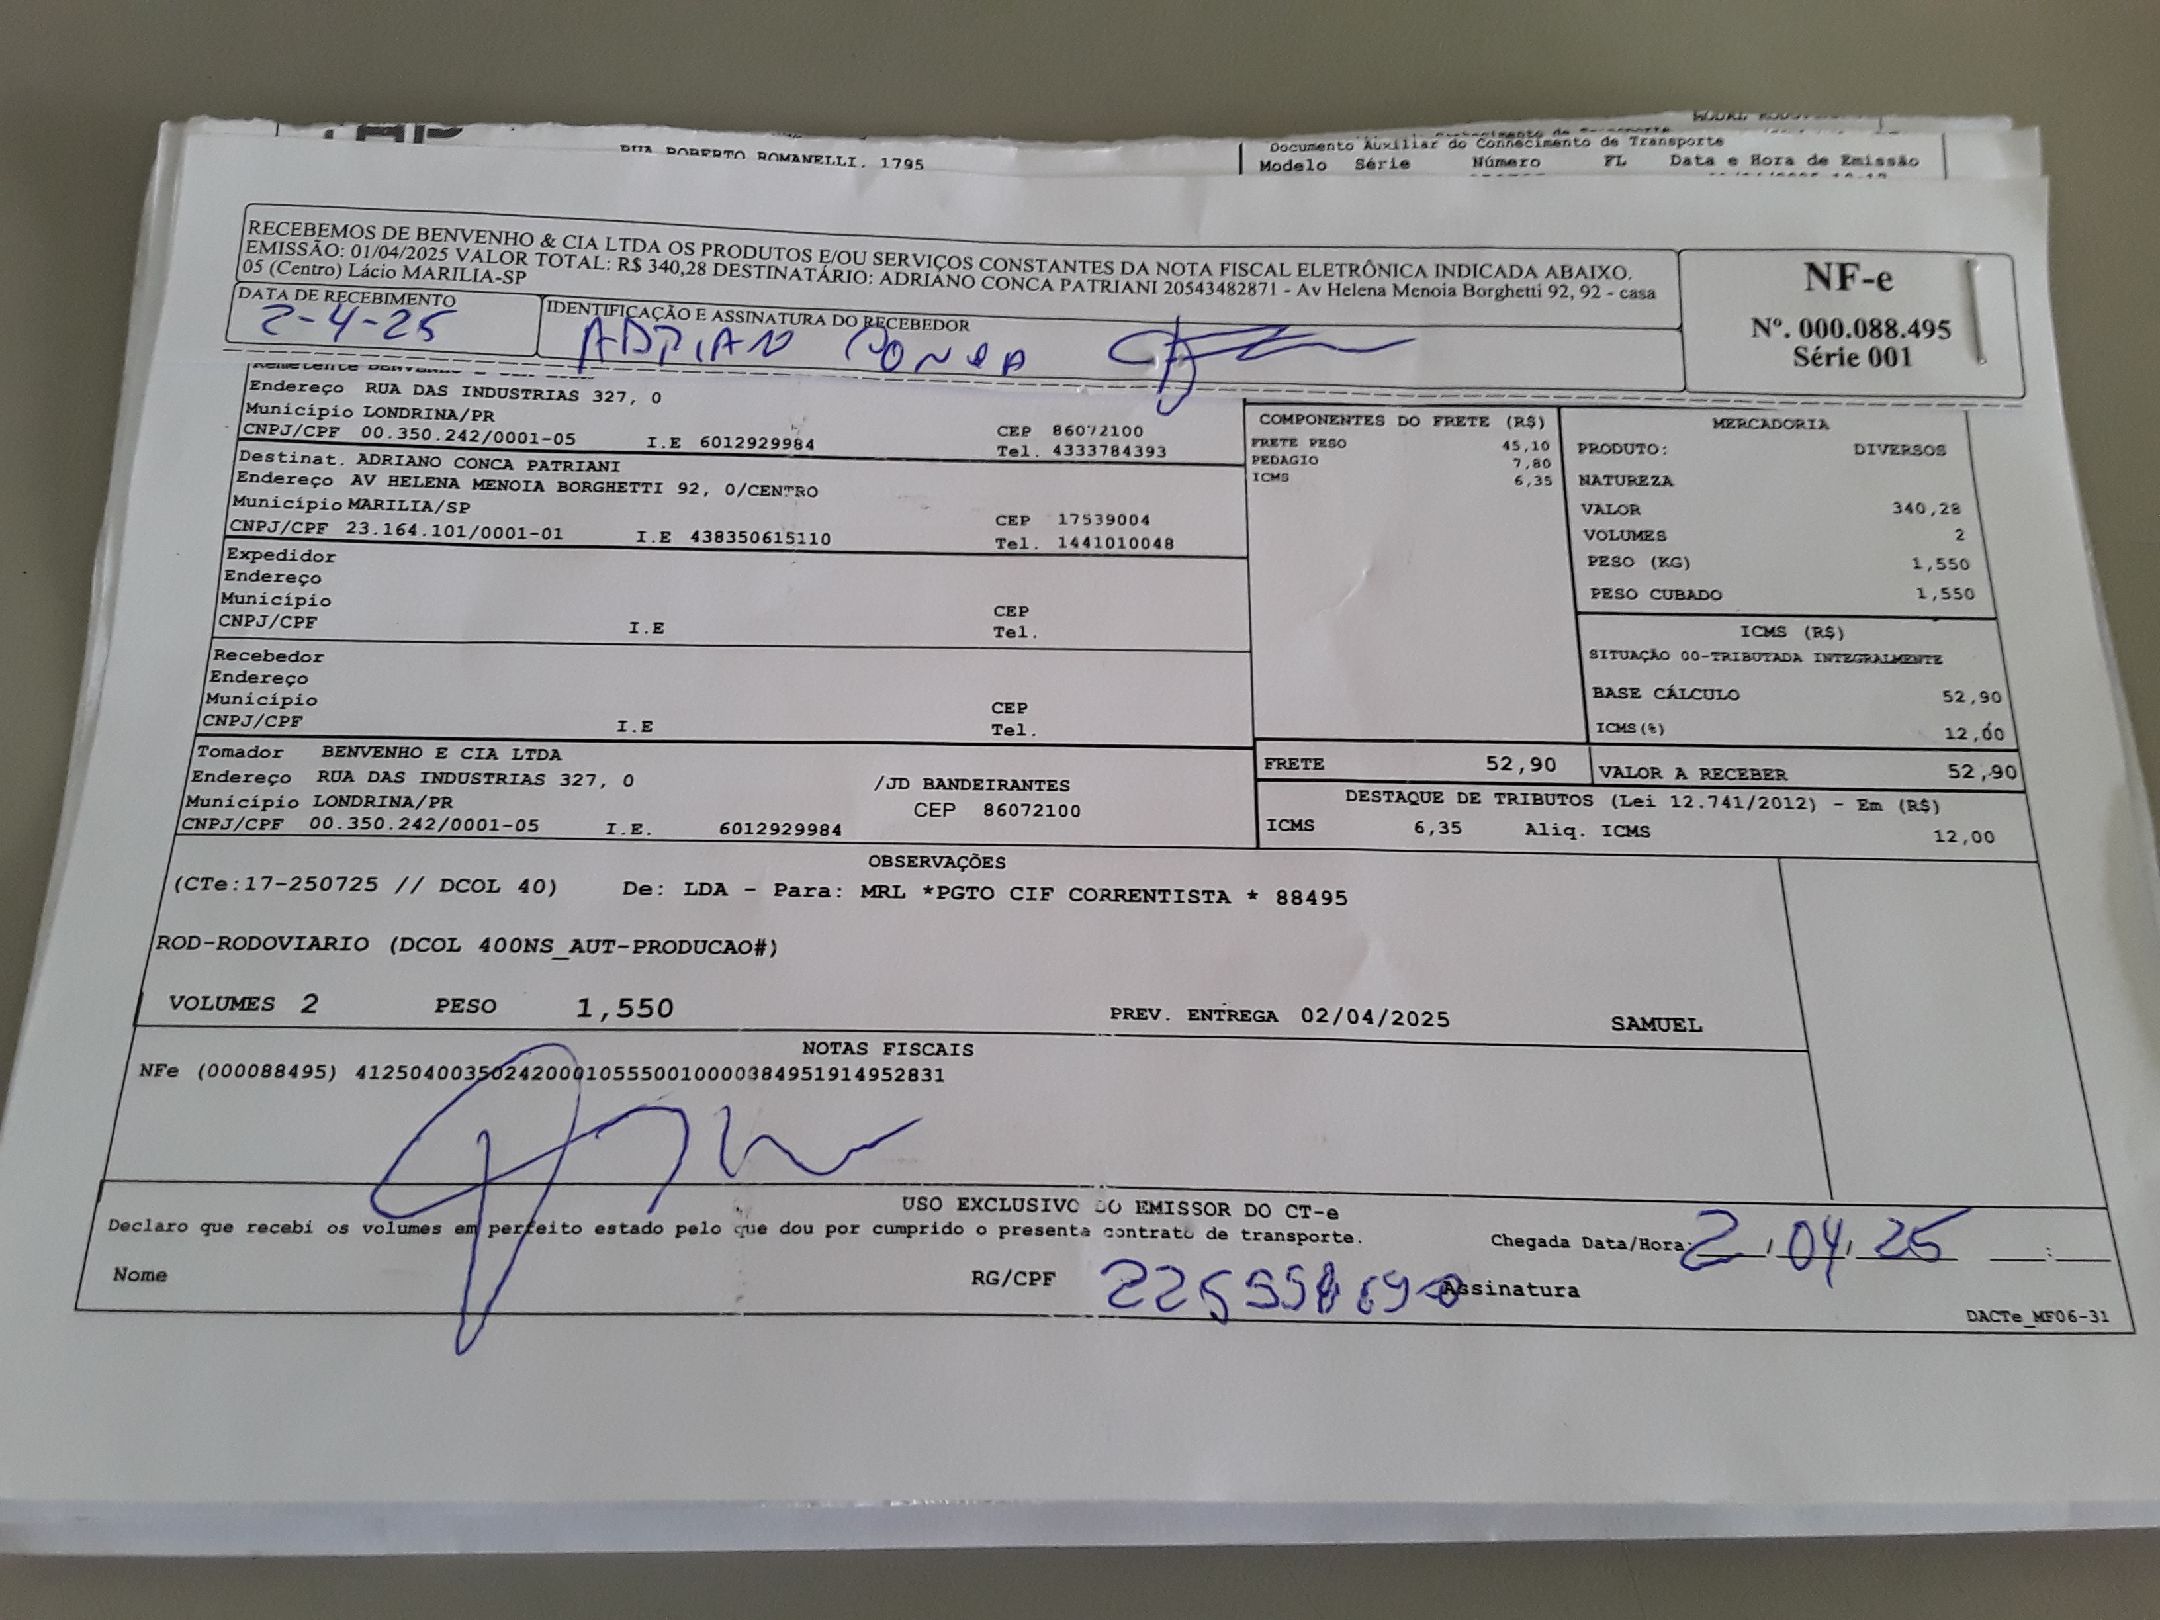 RUA ROBERTO ROMANELLI, 1795
Documento Auxiliar do Conhecimento de Transporte
Modelo Série Número FL Data e Hora de Emissão
RECEBEMOS DE BENVENHO & CIA LTDA OS PRODUTOS E/OU SERVIÇOS CONSTANTES DA NOTA FISCAL ELETRÔNICA INDICADA ABAIXO.
EMISSÃO: 01/04/2025 VALOR TOTAL: R$ 340,28 DESTINATÁRIO: ADRIANO CONCA PATRIANI 20543482871 - Av Helena Menoia Borghetti 92, 92 - casa
05 (Centro) Lácio MARILIA-SP
NF-e
Nº. 000.088.495
Série 001
DATA DE RECEBIMENTO
2-4-25
IDENTIFICAÇÃO E ASSINATURA DO RECEBEDOR
Endereço RUA DAS INDUSTRIAS 327, 0
Município LONDRINA/PR CEP 86072100
CNPJ/CPF 00.350.242/0001-05 I.E 6012929984 Tel. 4333784393
Destinat. ADRIANO CONCA PATRIANI
Endereço AV HELENA MENOIA BORGHETTI 92, 0/CENTRO
Município MARILIA/SP CEP 17539004
CNPJ/CPF 23.164.101/0001-01 I.E 438350615110 Tel. 1441010048
Expedidor
Endereço
Município CEP
CNPJ/CPF I.E Tel.
Recebedor
Endereço
Município CEP
CNPJ/CPF I.E Tel.
Tomador BENVENHO E CIA LTDA
Endereço RUA DAS INDUSTRIAS 327, 0 /JD BANDEIRANTES
Município LONDRINA/PR CEP 86072100
CNPJ/CPF 00.350.242/0001-05 I.E. 6012929984
COMPONENTES DO FRETE (R$)
FRETE PESO 45,10
PEDAGIO 7,80
ICMS 6,35
MERCADORIA
PRODUTO: DIVERSOS
NATUREZA
VALOR 340,28
VOLUMES 2
PESO (KG) 1,550
PESO CUBADO 1,550
ICMS (R$)
SITUAÇÃO 00-TRIBUTADA INTEGRALMENTE
BASE CÁLCULO 52,90
ICMS(%) 12,00
FRETE 52,90 VALOR A RECEBER 52,90
DESTAQUE DE TRIBUTOS (Lei 12.741/2012) - Em (R$)
ICMS 6,35 Aliq. ICMS 12,00
OBSERVAÇÕES
(CTe:17-250725 // DCOL 40) De: LDA - Para: MRL *PGTO CIF CORRENTISTA * 88495
ROD-RODOVIARIO (DCOL 400NS_AUT-PRODUCAO#)
VOLUMES 2 PESO 1,550 PREV. ENTREGA 02/04/2025 SAMUEL
NOTAS FISCAIS
NFe (000088495)
USO EXCLUSIVO DO EMISSOR DO CT-e
Declaro que recebi os volumes em perfeito estado pelo que dou por cumprido o presente contrato de transporte.
Chegada Data/Hora: 2/04/25 :
Nome RG/CPF Assinatura
DACTe_MF06-31